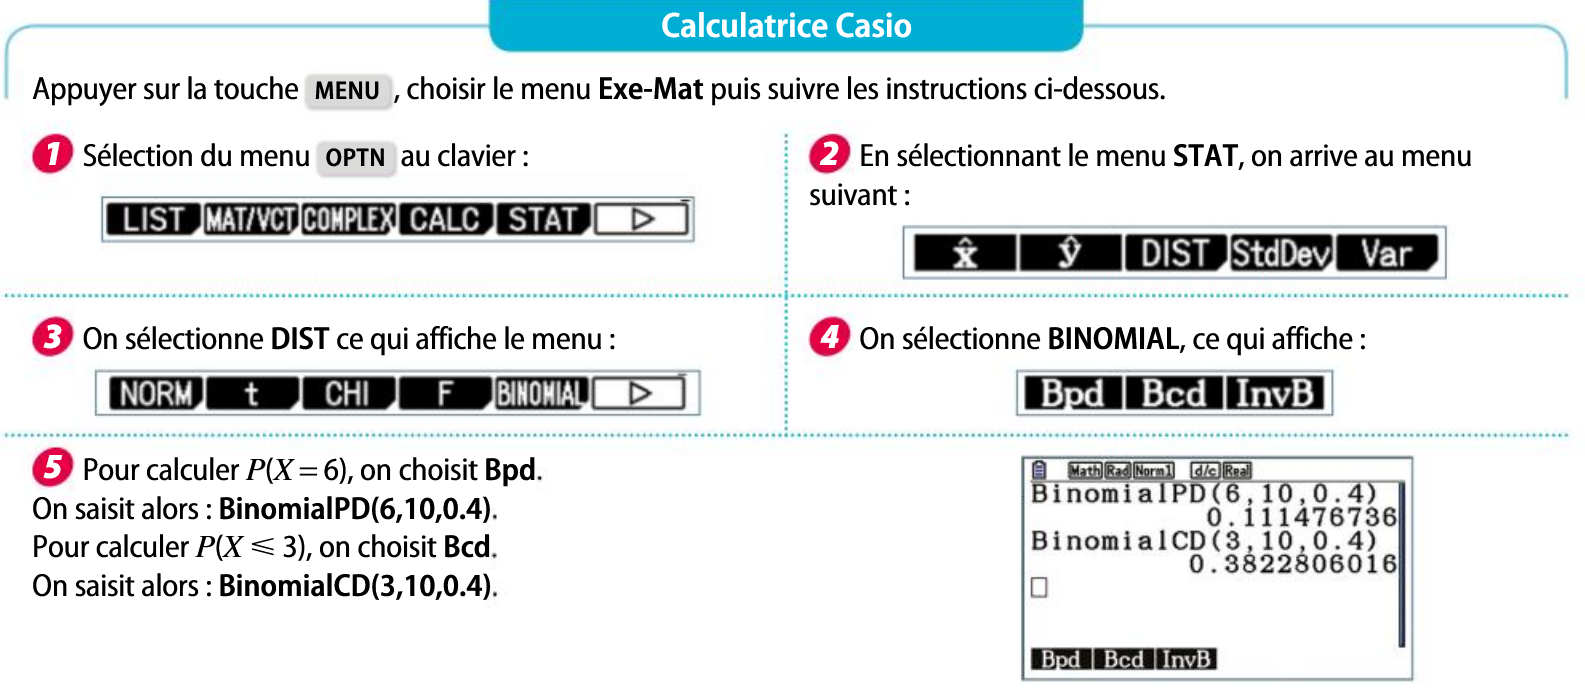 Calculatrice Casio
Appuyer sur la touche MENU , choisir le menu Exe-Mat puis suivre les instructions ci-dessous.
1 Sélection du menu OPTN au clavier :
LIST MAT/VCT COMPLEX CALC STAT ▷
2 En sélectionnant le menu STAT, on arrive au menu
suivant :
x̂ ŷ DIST StdDev Var
3 On sélectionne DIST ce qui affiche le menu :
NORM t CHI F BINOMIAL ▷
4 On sélectionne BINOMIAL, ce qui affiche :
Bpd Bcd InvB
5 Pour calculer P(X = 6), on choisit Bpd.
On saisit alors : BinomialPD(6,10,0.4).
Pour calculer P(X ⩽ 3), on choisit Bcd.
On saisit alors : BinomialCD(3,10,0.4).
Math Rad Norm1 d/c Real
BinomialPD(6,10,0.4)
0.111476736
BinomialCD(3,10,0.4)
0.3822806016
Bpd Bcd InvB